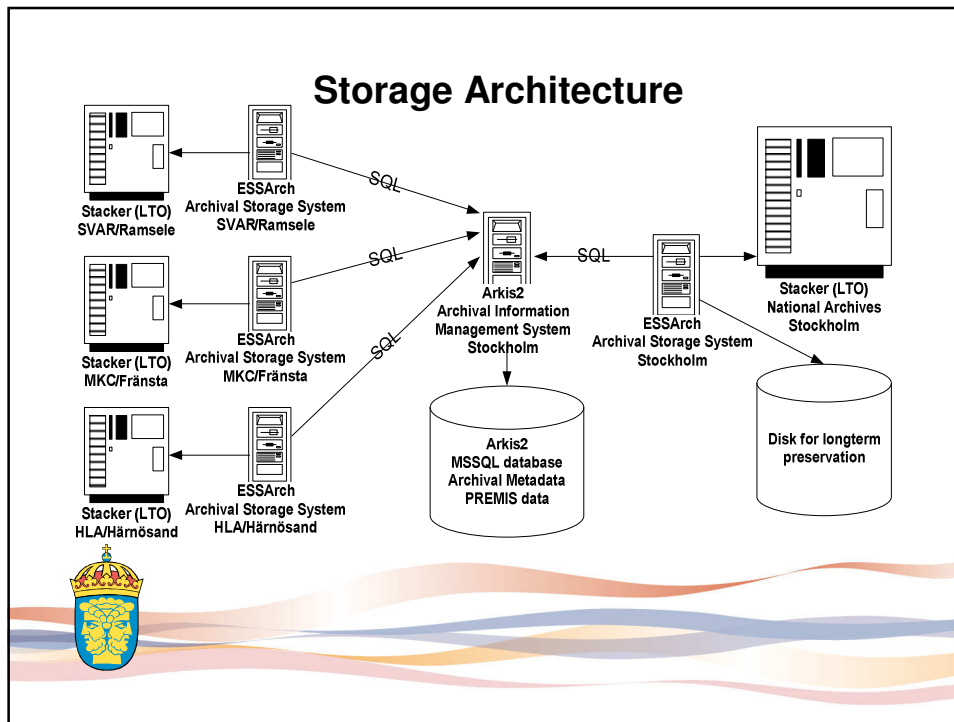 Storage Architecture
Stacker (LTO)
SVAR/Ramsele
ESSArch
Archival Storage System
SVAR/Ramsele
SQL
Stacker (LTO)
MKC/Fränsta
ESSArch
Archival Storage System
MKC/Fränsta
SQL
Stacker (LTO)
HLA/Härnösand
ESSArch
Archival Storage System
HLA/Härnösand
SQL
Arkis2
Archival Information
Management System
Stockholm
SQL
ESSArch
Archival Storage System
Stockholm
Stacker (LTO)
National Archives
Stockholm
Arkis2
MSSQL database
Archival Metadata
PREMIS data
Disk for longterm
preservation